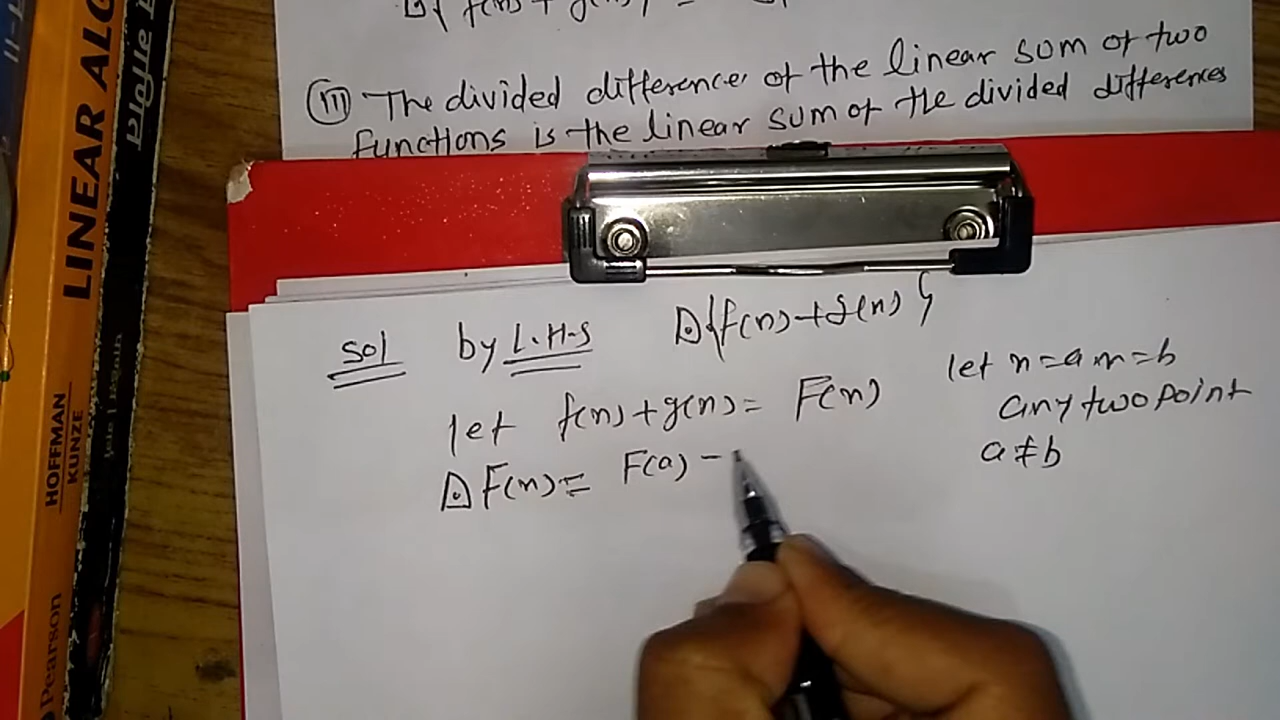 (III) The divided difference of the linear sum of two
functions is the linear sum of the divided differences
sol by L.H.S D{f(n)+g(n)}
let n=a n=b
let f(n)+g(n)= F(n)
any two point
D F(n)= F(a) -
a≠b
LINEAR ALG
HOFFMAN
KUNZE
Pearson